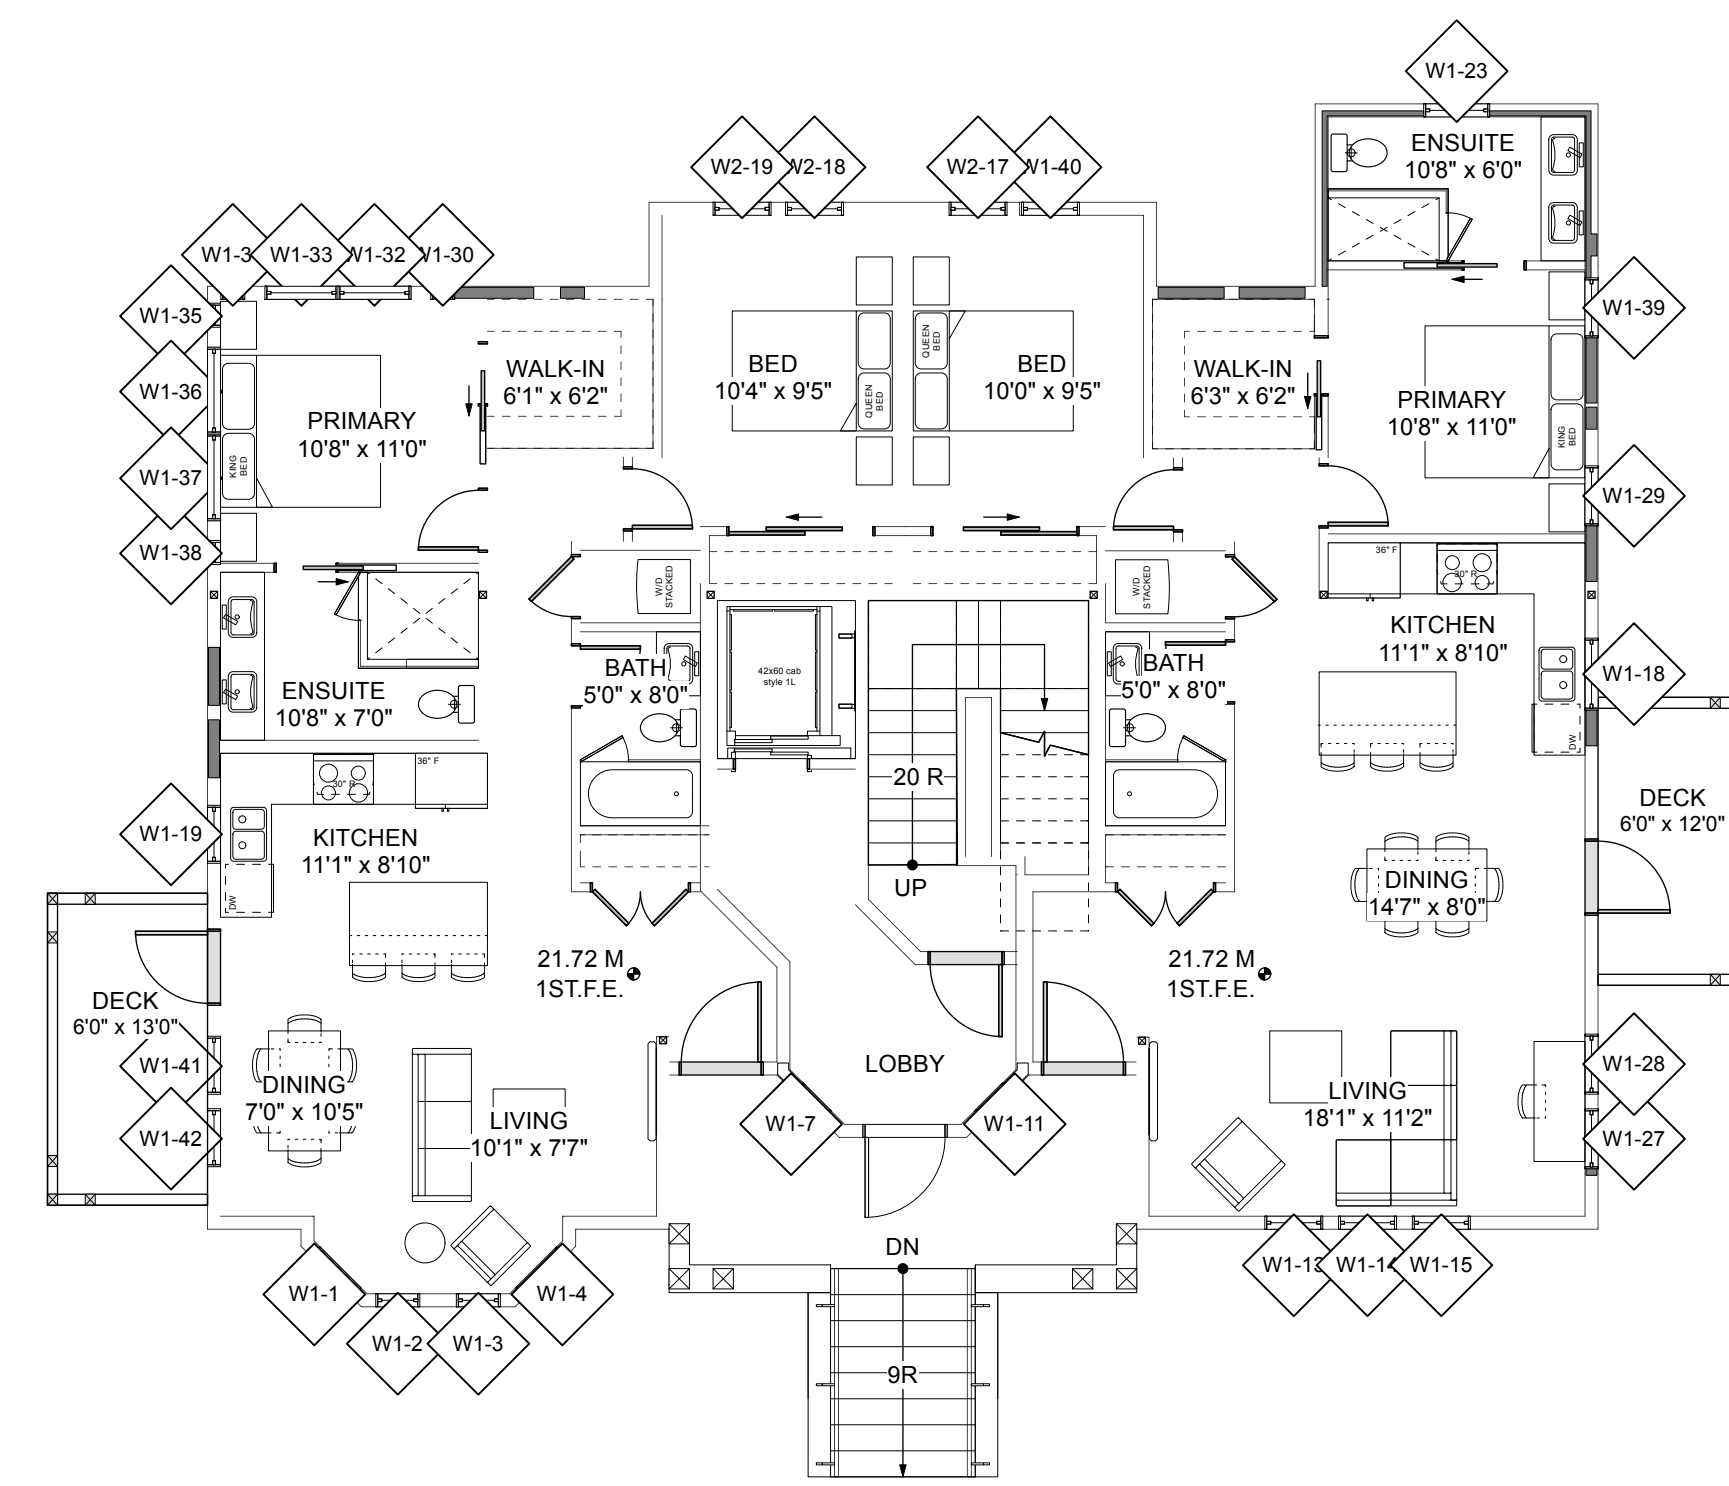 W1-23
ENSUITE
10'8" x 6'0"
W2-19
W2-18
W2-17
W1-40
W1-3
W1-33
W1-32
W1-30
W1-35
W1-36
W1-37
W1-38
W1-39
W1-29
WALK-IN
6'1" x 6'2"
BED
10'4" x 9'5"
QUEEN
BED
QUEEN
BED
BED
10'0" x 9'5"
WALK-IN
6'3" x 6'2"
PRIMARY
10'8" x 11'0"
KING
BED
PRIMARY
10'8" x 11'0"
KING
BED
W/D
STACKED
W/D
STACKED
36" F
30" R
KITCHEN
11'1" x 8'10"
W1-18
DW
BATH
5'0" x 8'0"
42x60 cab
style 1L
BATH
5'0" x 8'0"
ENSUITE
10'8" x 7'0"
30" R
36" F
20 R
UP
W1-19
KITCHEN
11'1" x 8'10"
DW
DECK
6'0" x 12'0"
DINING
14'7" x 8'0"
21.72 M
1ST.F.E.
21.72 M
1ST.F.E.
DECK
6'0" x 13'0"
W1-41
W1-42
DINING
7'0" x 10'5"
LIVING
10'1" x 7'7"
LOBBY
W1-7
W1-11
LIVING
18'1" x 11'2"
W1-28
W1-27
W1-1
W1-2
W1-3
W1-4
DN
9R
W1-13
W1-14
W1-15